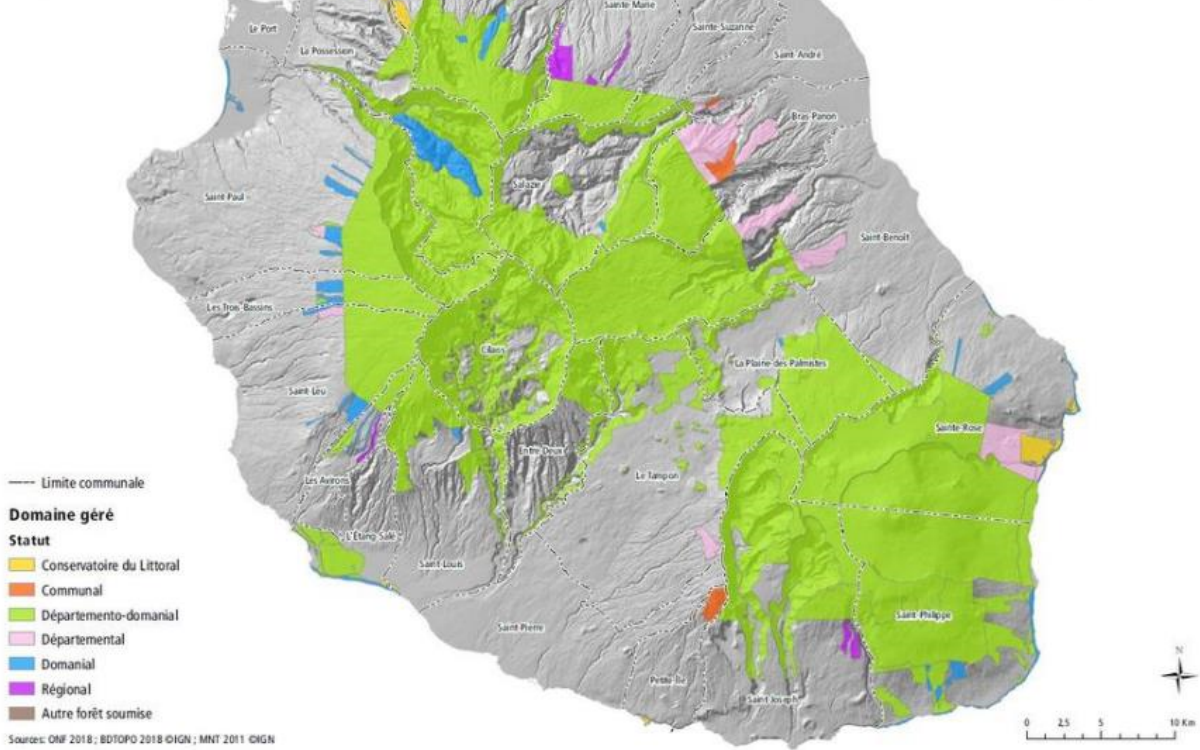 Sainte Marie
Le Port
Sainte-Suzanne
La Possession
Saint-André
Bras-Panon
Salazie
Saint-Paul
Saint-Benoît
Les Trois-Bassins
Cilaos
La Plaine-des-Palmistes
Saint-Leu
Sainte-Rose
Entre-Deux
Le Tampon
Les Avirons
L'Étang-Salé
Saint-Louis
Saint-Philippe
Saint-Pierre
Petite-Île
Saint-Joseph
Limite communale
Domaine géré
Statut
Conservatoire du Littoral
Communal
Départemento-domanial
Départemental
Domanial
Régional
Autre forêt soumise
Sources: ONF 2018 ; BDTOPO 2018 ©IGN ; MNT 2011 ©IGN
N
0 2,5 5 10 Km